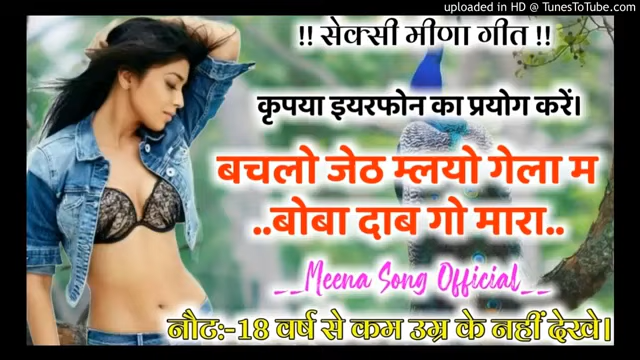 uploaded in HD @ TunesToTube.com
!! सेक्सी मीणा गीत !!
कृपया इयरफोन का प्रयोग करें।
बचलो जेठ म्लयो गेला म
..बोबा दाब गो मारा..
__Meena Song Official__
नौटः-18 वर्ष से कम उम्र के नहीं देखे।